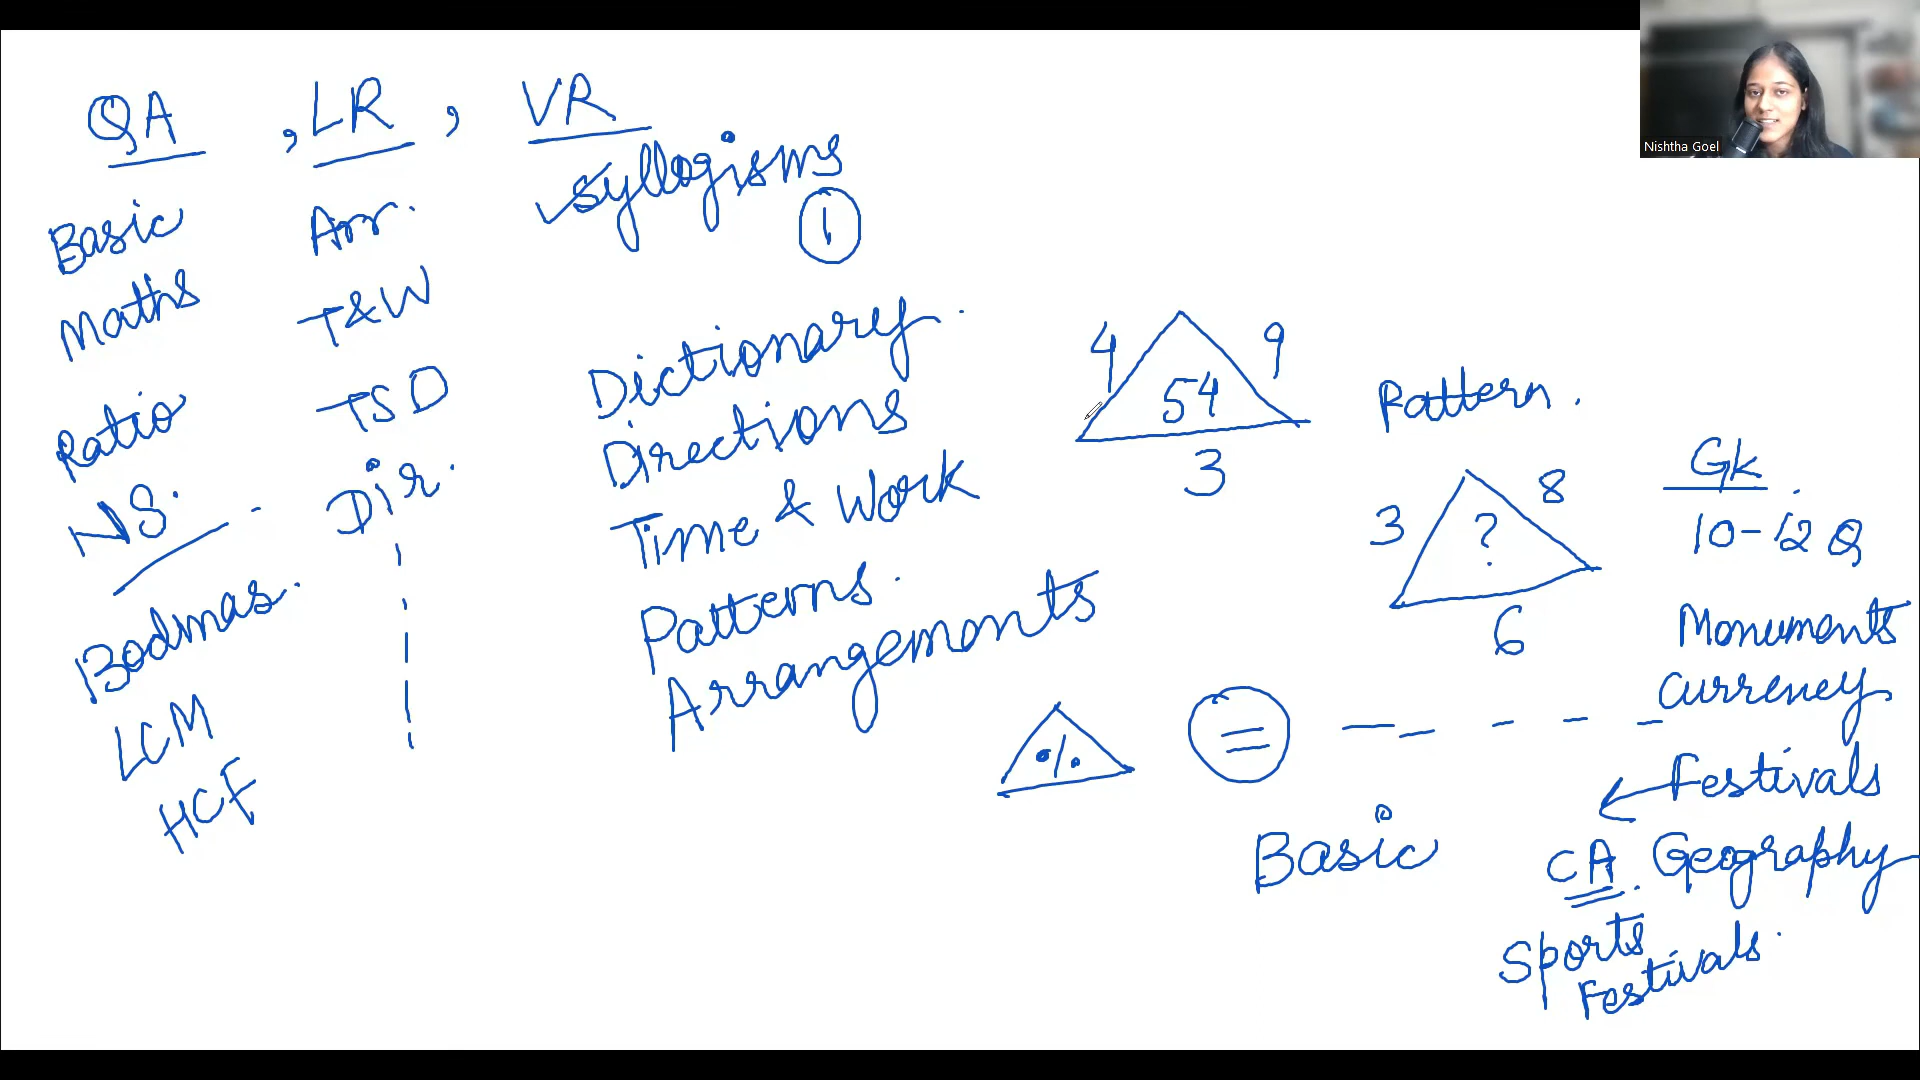 QA , LR , VR
Nishtha Goel
Basic
Maths
Ratio
NS.
Bodmas.
LCM
HCF
Arr.
T&W
TSD
Dir.
Syllogisms
1
Dictionary.
Directions
Time & Work
Patterns.
Arrangements
4 9
54
3
Pattern.
3 8
?
6
% =
Basic
GK
10-12 Q
Monuments
Currency
Festivals
CA. Geography
Sports
Festivals.